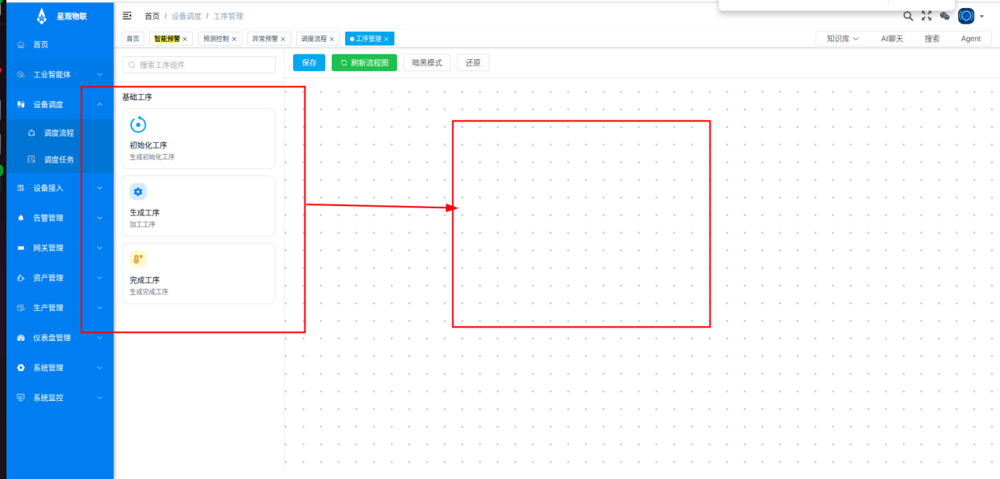 星观物联
首页 / 设备调度 / 工序管理
首页
智能预警 ×
预测控制 ×
异常预警 ×
调度流程 ×
工序管理 ×
知识库
AI聊天
搜索
Agent
首页
工业智能体
设备调度
调度流程
调度任务
设备接入
告警管理
网关管理
资产管理
生产管理
仪表盘管理
系统管理
系统监控
搜索工序组件
基础工序
初始化工序
生成初始化工序
生成工序
加工工序
完成工序
生成完成工序
保存
刷新流程图
暗黑模式
还原